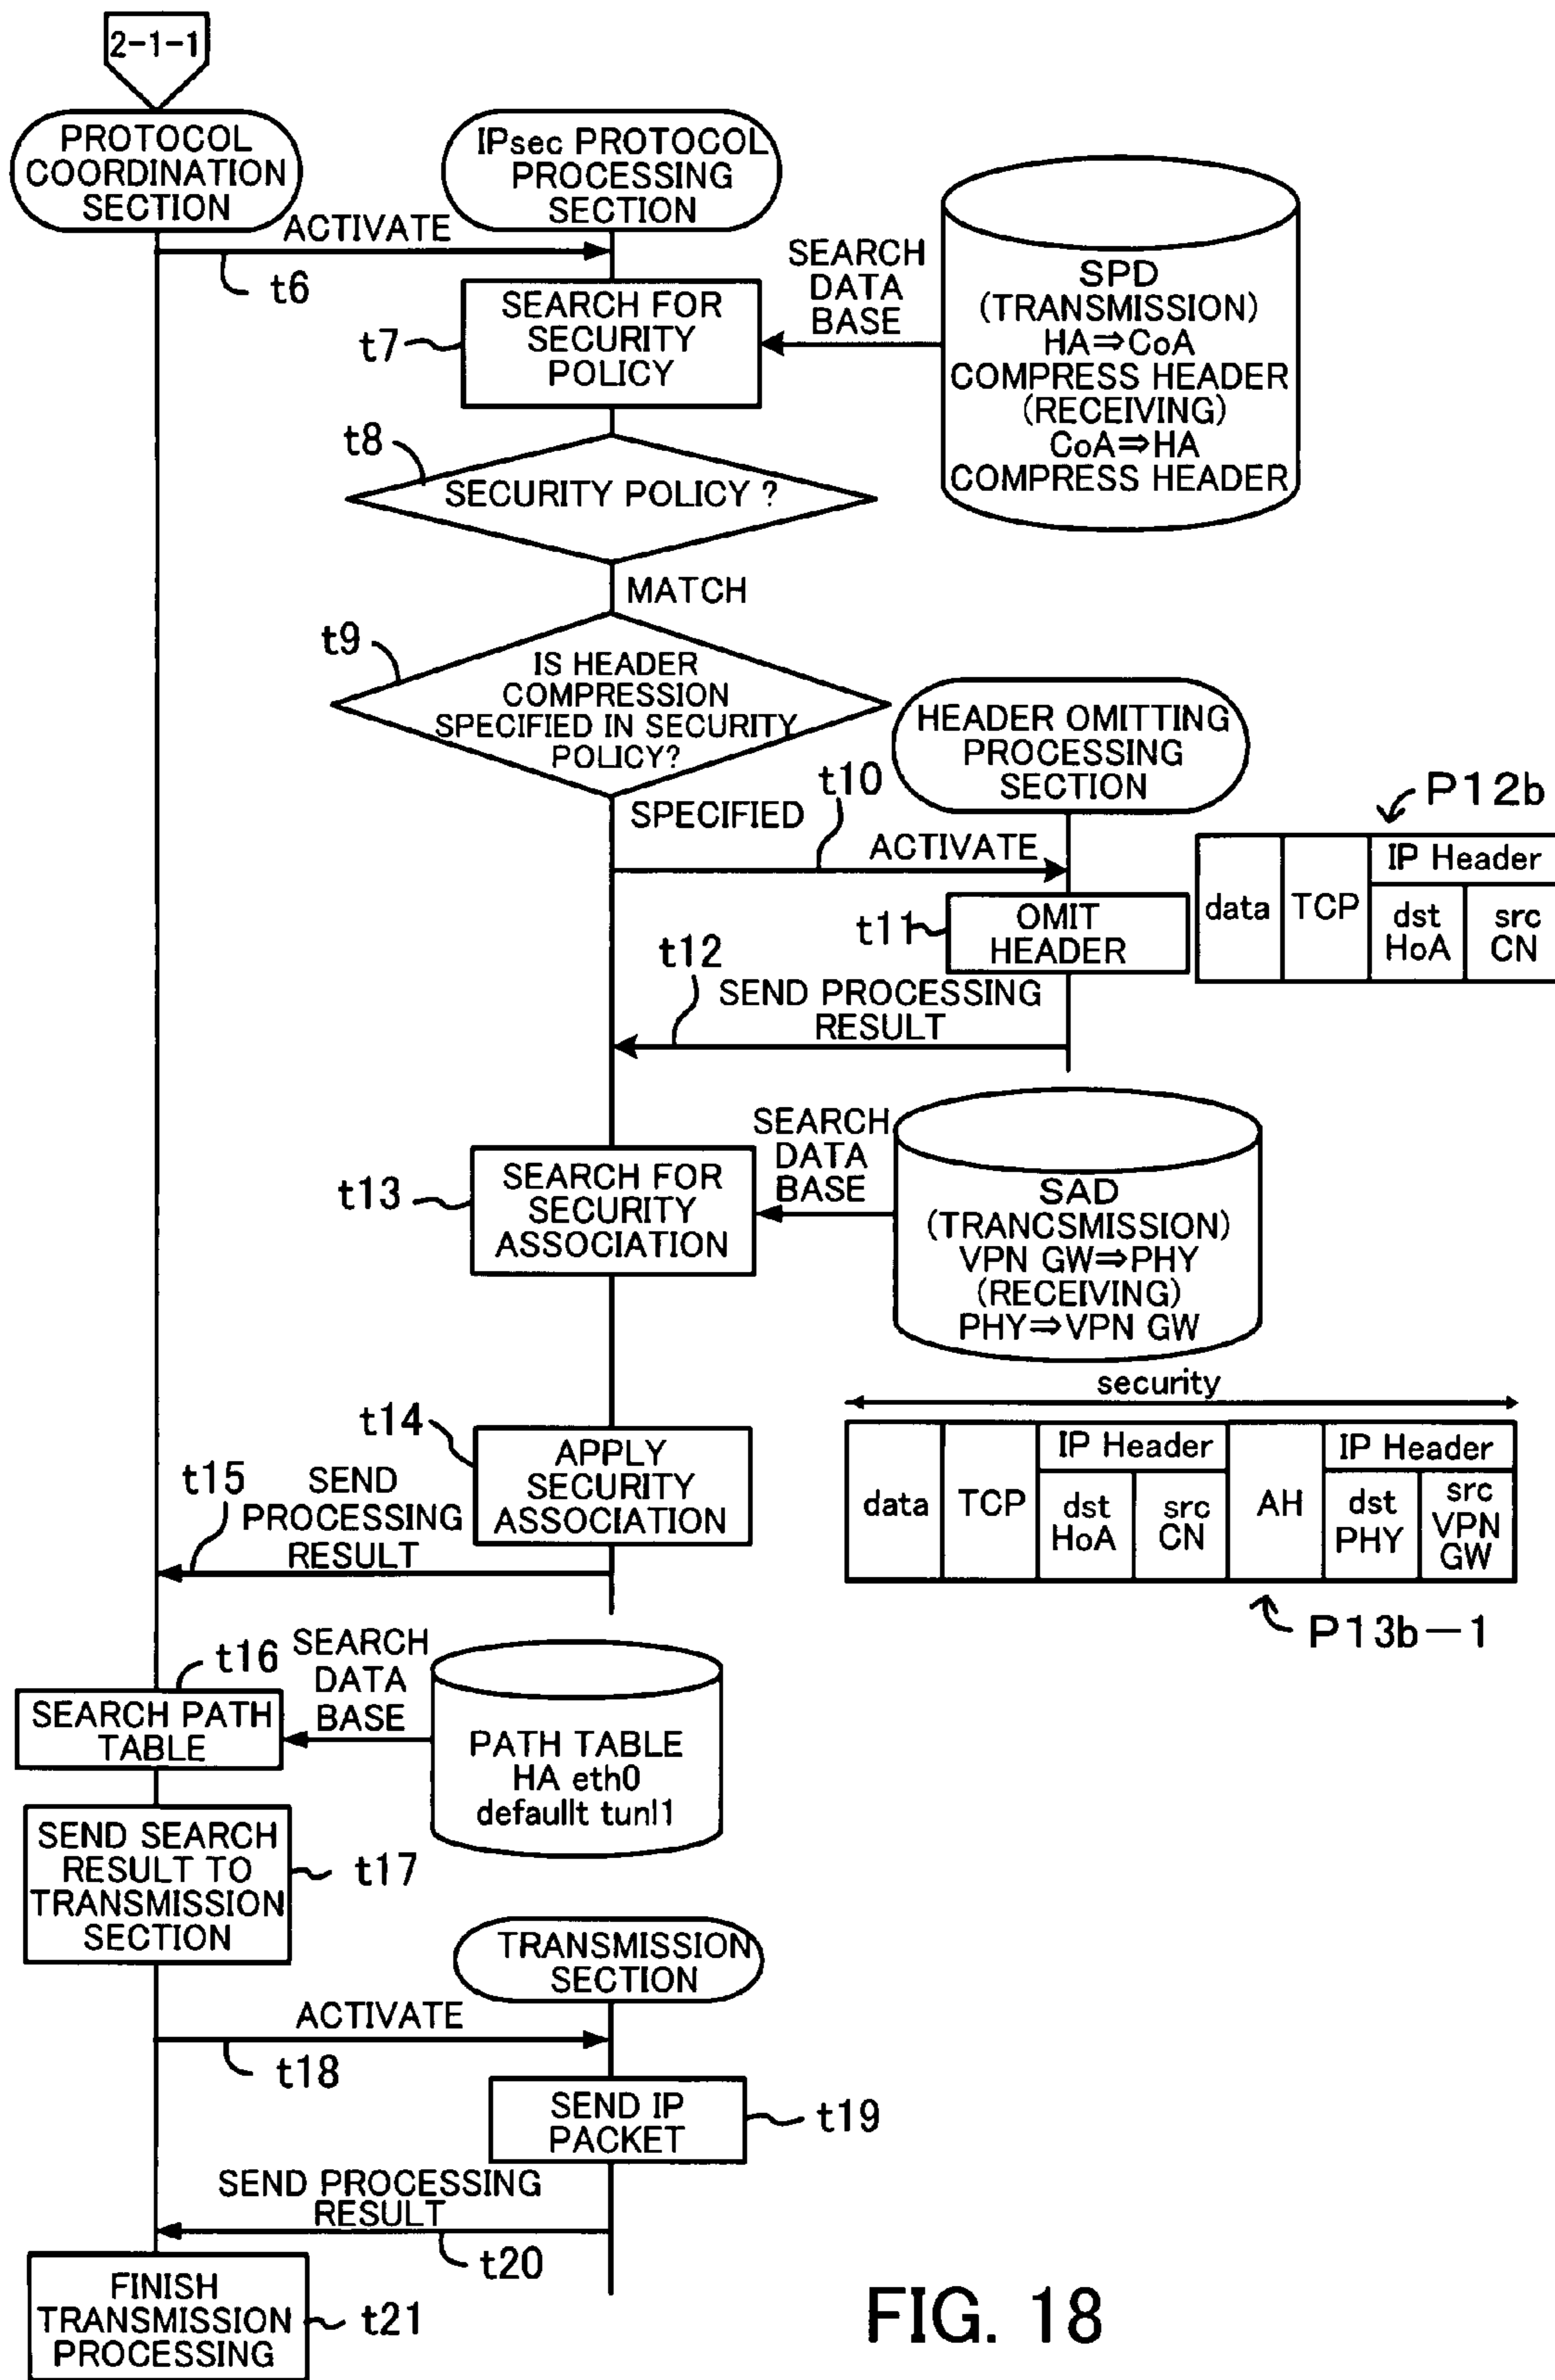 2-1-1
PROTOCOL
COORDINATION
SECTION
IPsec PROTOCOL
PROCESSING
SECTION
ACTIVATE
t6
SEARCH
DATA
BASE
SPD
(TRANSMISSION)
HA⇒CoA
COMPRESS HEADER
(RECEIVING)
CoA⇒HA
COMPRESS HEADER
t7
SEARCH FOR
SECURITY
POLICY
t8
SECURITY POLICY ?
MATCH
t9
IS HEADER
COMPRESSION
SPECIFIED IN SECURITY
POLICY?
HEADER OMITTING
PROCESSING
SECTION
SPECIFIED
t10
ACTIVATE
P12b
data
TCP
IP Header
dst
HoA
src
CN
t11
OMIT
HEADER
t12
SEND PROCESSING
RESULT
t13
SEARCH FOR
SECURITY
ASSOCIATION
SEARCH
DATA
BASE
SAD
(TRANCSMISSION)
VPN GW⇒PHY
(RECEIVING)
PHY⇒VPN GW
security
data
TCP
IP Header
dst
HoA
src
CN
AH
IP Header
dst
PHY
src
VPN
GW
P13b-1
t14
APPLY
SECURITY
ASSOCIATION
t15
SEND
PROCESSING
RESULT
t16
SEARCH PATH
TABLE
SEARCH
DATA
BASE
PATH TABLE
HA eth0
defaullt tunl1
SEND SEARCH
RESULT TO
TRANSMISSION
SECTION
t17
TRANSMISSION
SECTION
ACTIVATE
t18
SEND IP
PACKET
t19
SEND PROCESSING
RESULT
t20
FINISH
TRANSMISSION
PROCESSING
t21
FIG. 18